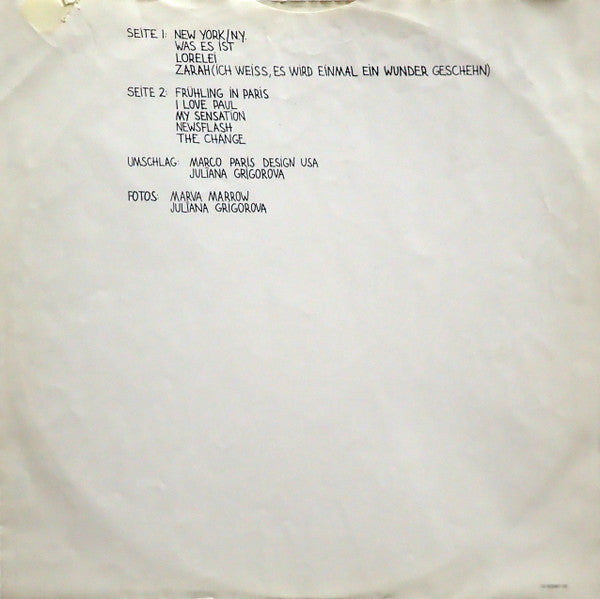 SEITE 1: NEW YORK/N.Y.
WAS ES IST
LORELEI
ZARAH (ICH WEISS, ES WIRD EINMAL EIN WUNDER GESCHEHN)
SEITE 2: FRÜHLING IN PARIS
I LOVE PAUL
MY SENSATION
NEWSFLASH
THE CHANGE
UMSCHLAG: MARCO PARIS DESIGN USA
JULIANA GRIGOROVA
FOTOS: MARVA MARROW
JULIANA GRIGOROVA